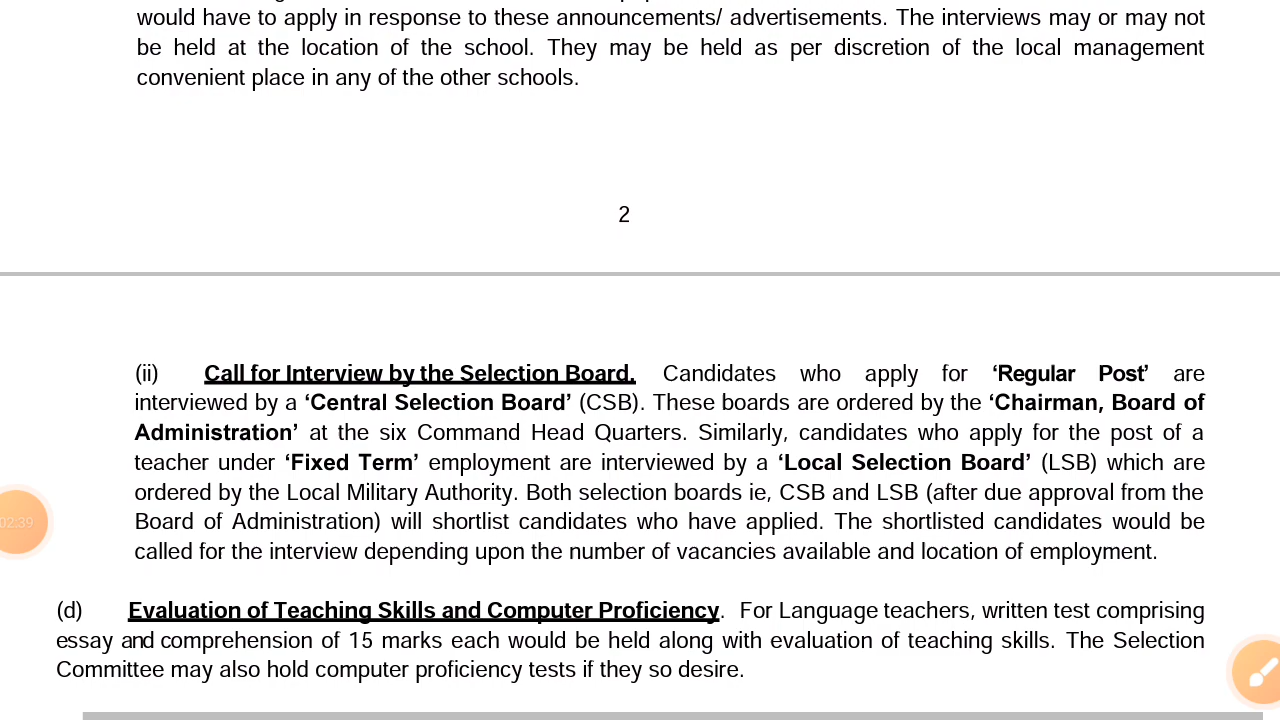 would have to apply in response to these announcements/ advertisements. The interviews may or may not
be held at the location of the school. They may be held as per discretion of the local management
convenient place in any of the other schools.
2
(ii) Call for Interview by the Selection Board. Candidates who apply for ‘Regular Post’ are
interviewed by a ‘Central Selection Board’ (CSB). These boards are ordered by the ‘Chairman, Board of
Administration’ at the six Command Head Quarters. Similarly, candidates who apply for the post of a
teacher under ‘Fixed Term’ employment are interviewed by a ‘Local Selection Board’ (LSB) which are
ordered by the Local Military Authority. Both selection boards ie, CSB and LSB (after due approval from the
Board of Administration) will shortlist candidates who have applied. The shortlisted candidates would be
called for the interview depending upon the number of vacancies available and location of employment.
02:39
(d) Evaluation of Teaching Skills and Computer Proficiency. For Language teachers, written test comprising
essay and comprehension of 15 marks each would be held along with evaluation of teaching skills. The Selection
Committee may also hold computer proficiency tests if they so desire.